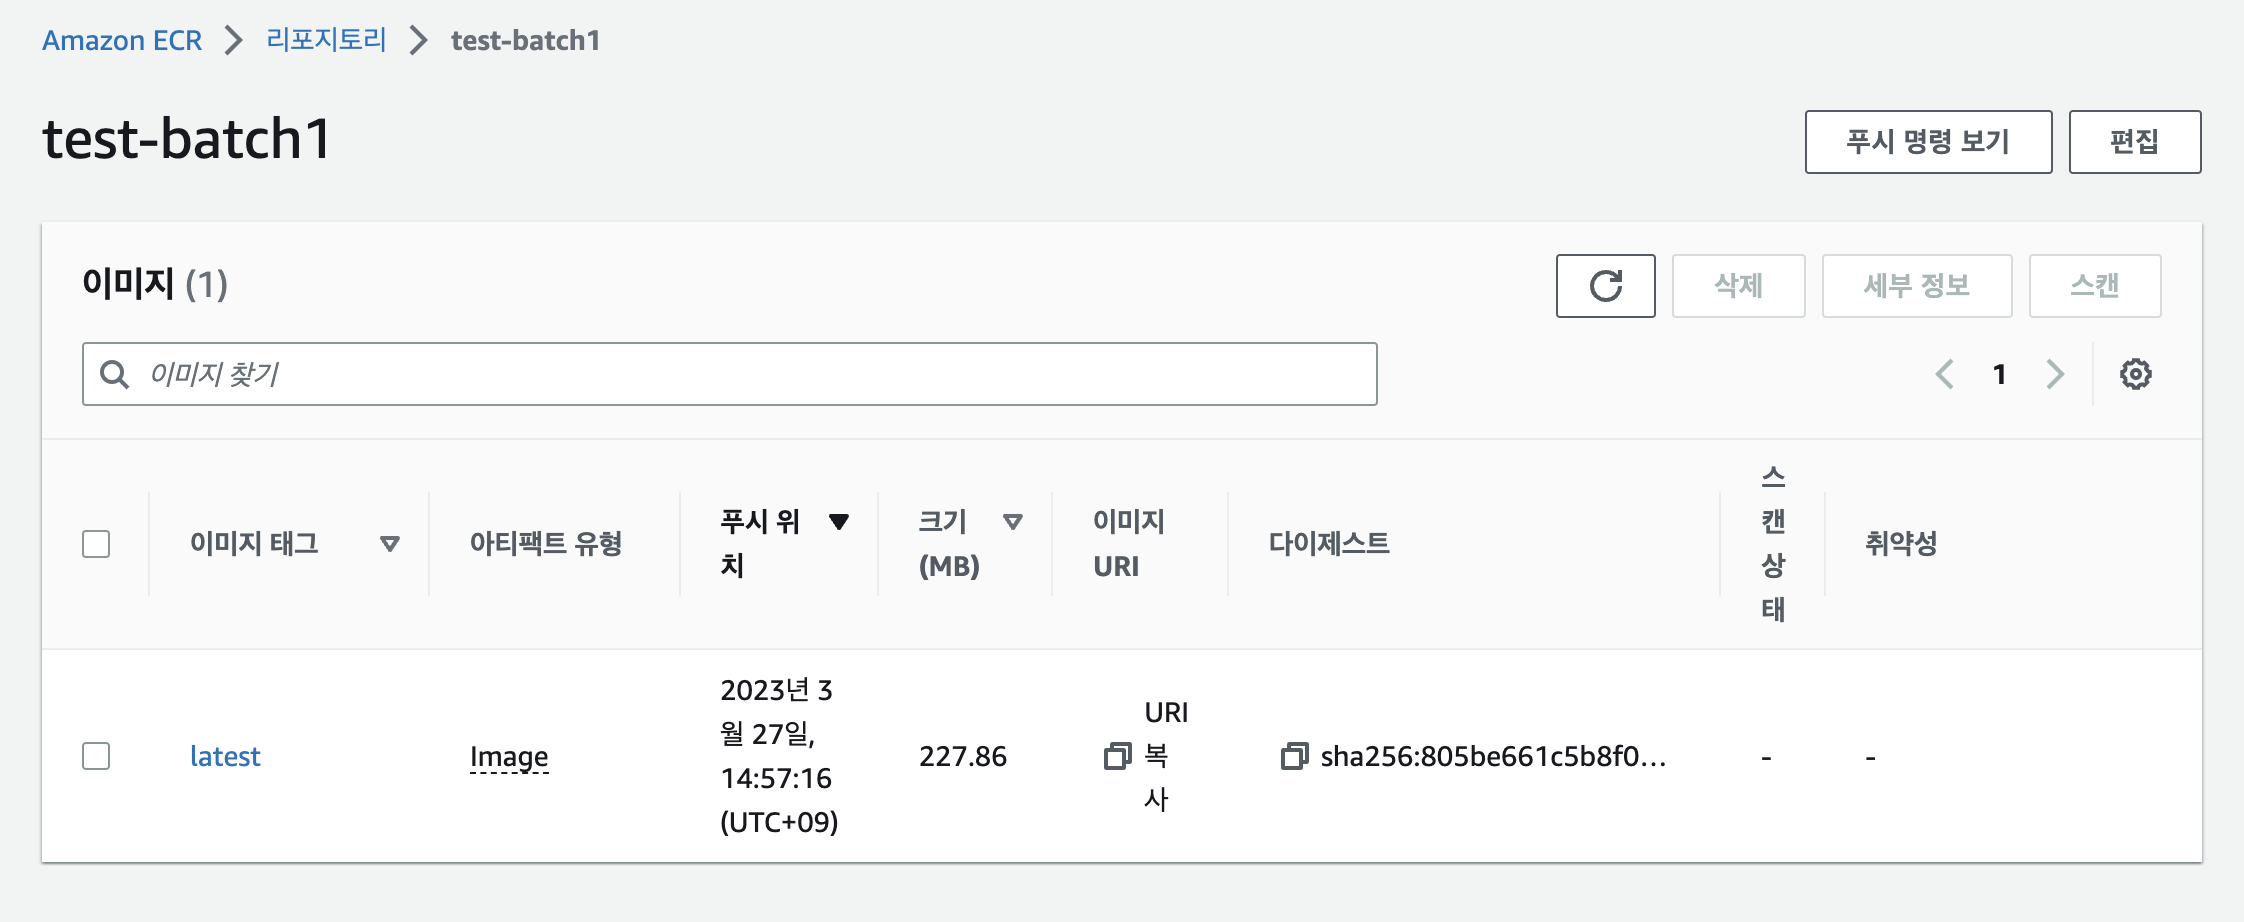 Amazon ECR > 리포지토리 > test-batch1
test-batch1
푸시 명령 보기
편집
이미지 (1)
삭제
세부 정보
스캔
이미지 찾기
1
이미지 태그
아티팩트 유형
푸시 위
치
크기
(MB)
이미지
URI
다이제스트
스
캔
상
태
취약성
latest
Image
2023년 3
월 27일,
14:57:16
(UTC+09)
227.86
URI
복
사
sha256:805be661c5b8f0...
-
-